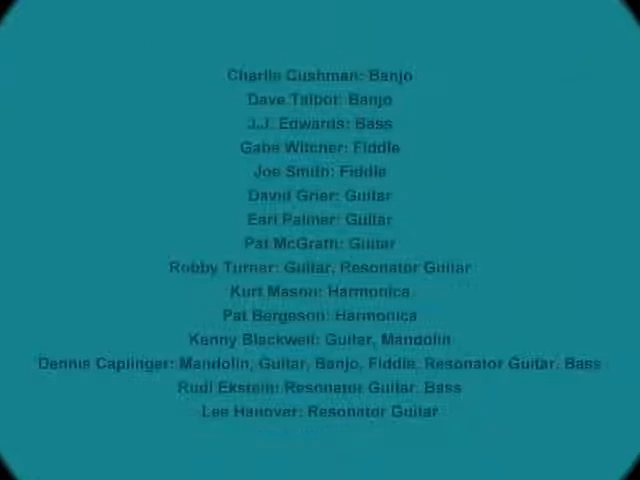 Charlie Cushman: Banjo
Dave Talbot: Banjo
J.J. Edwards: Bass
Gabe Witcher: Fiddle
Joe Smith: Fiddle
David Grier: Guitar
Earl Palmer: Guitar
Pat McGrath: Guitar
Robby Turner: Guitar, Resonator Guitar
Kurt Mason: Harmonica
Pat Bergeson: Harmonica
Kenny Blackwell: Guitar, Mandolin
Dennis Caplinger: Mandolin, Guitar, Banjo, Fiddle, Resonator Guitar, Bass
Rudi Ekstein: Resonator Guitar, Bass
Lee Hanover: Resonator Guitar